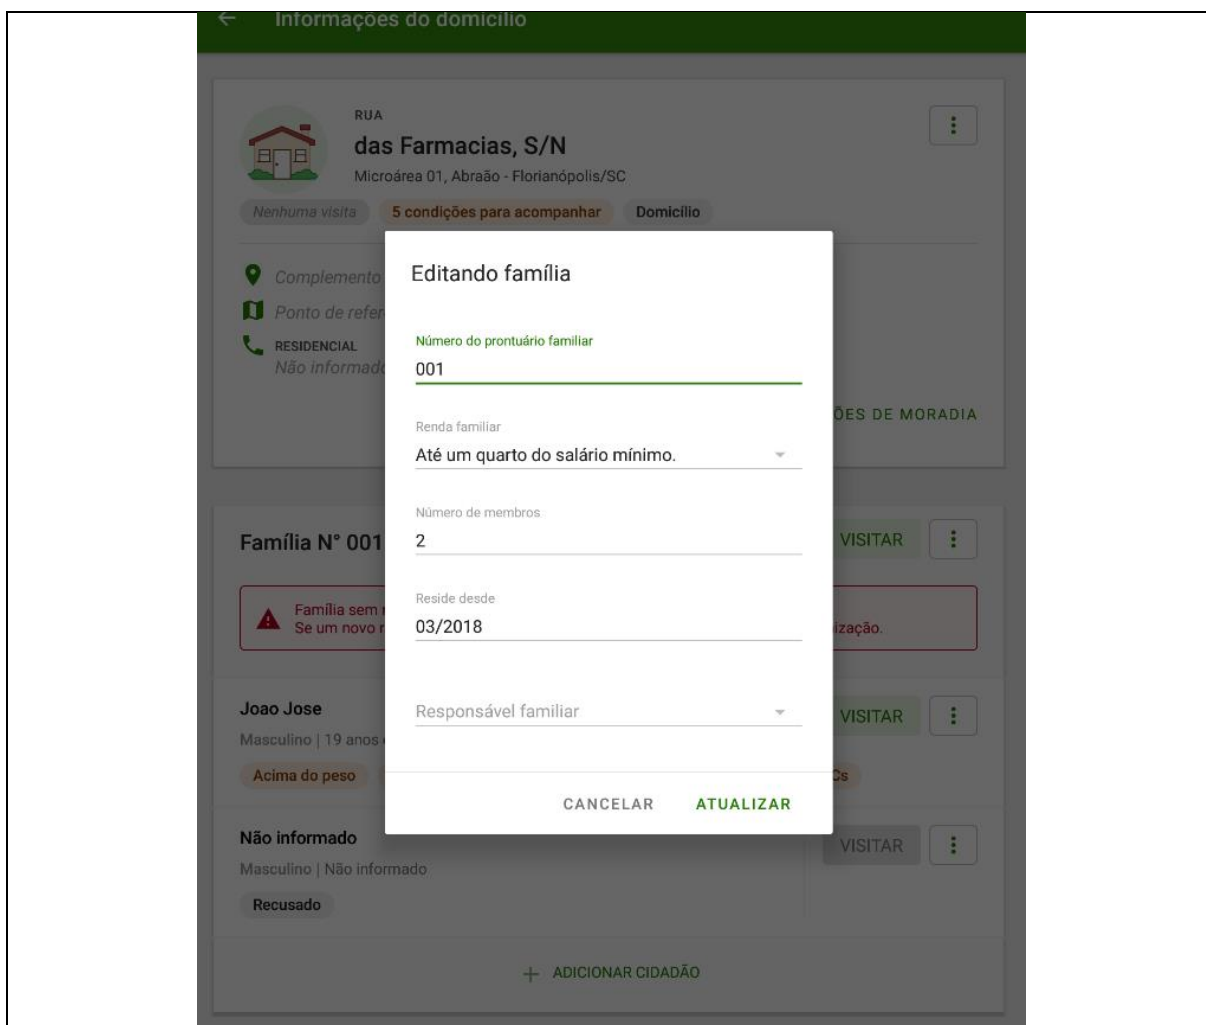 Informações do domicílio
RUA
das Farmacias, S/N
Microárea 01, Abraão - Florianópolis/SC
Nenhuma visita
5 condições para acompanhar
Domicílio
Complemento
Ponto de refer
RESIDENCIAL
Não informado
ÕES DE MORADIA
Editando família
Número do prontuário familiar
001
Renda familiar
Até um quarto do salário mínimo.
Número de membros
2
Reside desde
03/2018
Responsável familiar
CANCELAR
ATUALIZAR
Família N° 001
VISITAR
Família sem
Se um novo
ização.
Joao Jose
Masculino | 19 anos
VISITAR
Acima do peso
Cs
Não informado
Masculino | Não informado
VISITAR
Recusado
+ ADICIONAR CIDADÃO